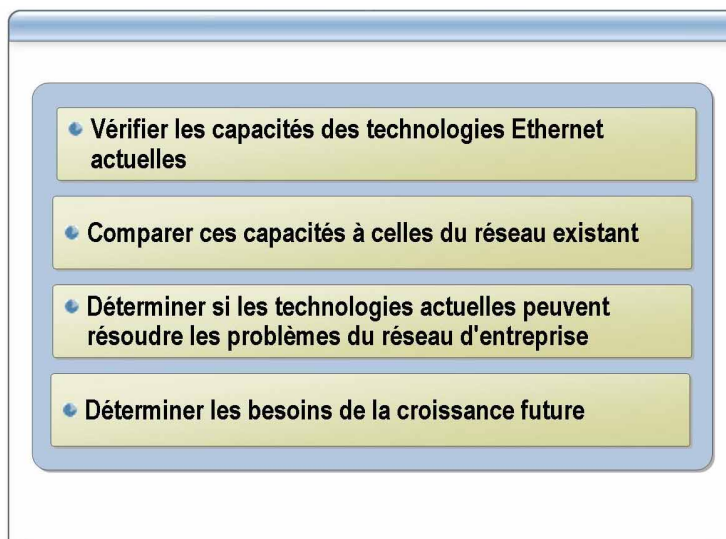 Vérifier les capacités des technologies Ethernet
actuelles
Comparer ces capacités à celles du réseau existant
Déterminer si les technologies actuelles peuvent
résoudre les problèmes du réseau d'entreprise
Déterminer les besoins de la croissance future